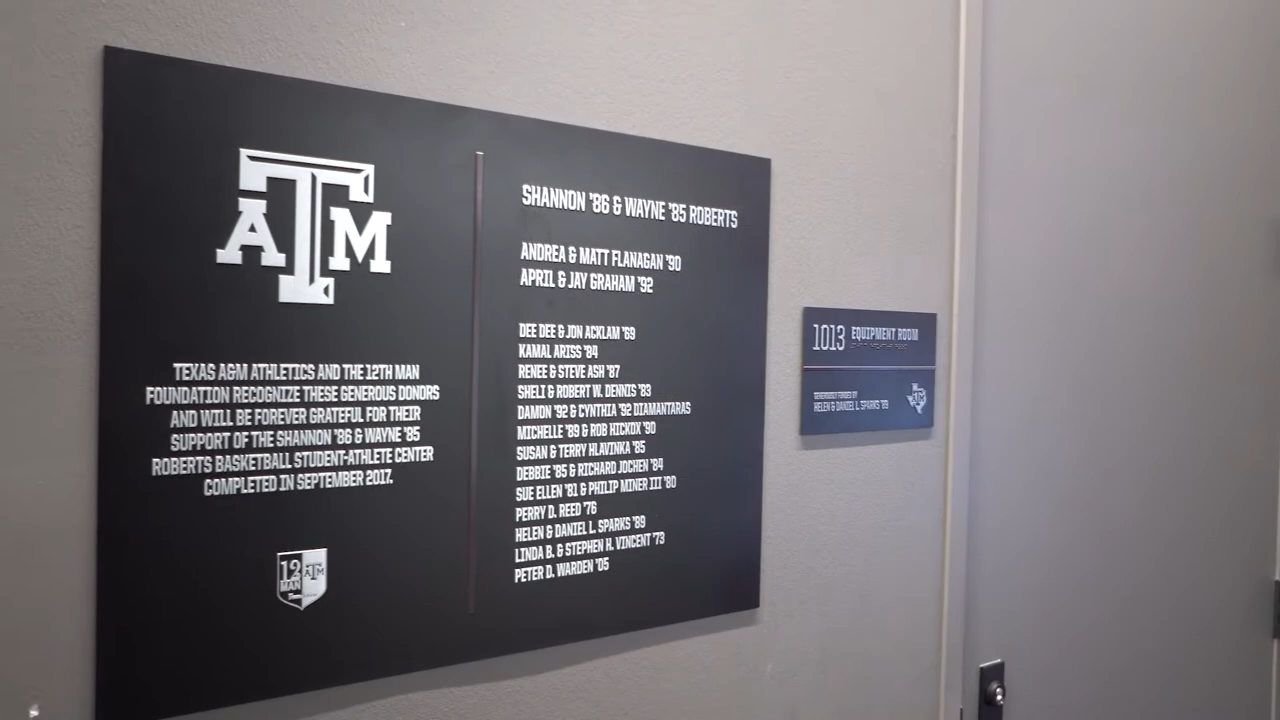 ATM
TEXAS A&M ATHLETICS AND THE 12TH MAN
FOUNDATION RECOGNIZE THESE GENEROUS DONORS
AND WILL BE FOREVER GRATEFUL FOR THEIR
SUPPORT OF THE SHANNON '86 & WAYNE '85
ROBERTS BASKETBALL STUDENT-ATHLETE CENTER
COMPLETED IN SEPTEMBER 2017.
12 ATM
MAN
SHANNON '86 & WAYNE '85 ROBERTS
ANDREA & MATT FLANAGAN '90
APRIL & JAY GRAHAM '92
DEE DEE & JON ACKLAM '69
KAMAL ARISS '84
RENEE & STEVE ASH '87
SHELI & ROBERT W. DENNIS '83
DAMON '92 & CYNTHIA '92 DIAMANTARAS
MICHELLE '89 & ROB HICKOX '90
SUSAN & TERRY HLAVINKA '85
DEBBIE '85 & RICHARD JOCHEN '84
SUE ELLEN '81 & PHILIP MINER III '80
PERRY D. REED '76
HELEN & DANIEL L. SPARKS '89
LINDA B. & STEPHEN H. VINCENT '73
PETER D. WARDEN '05
1013 EQUIPMENT ROOM
GENEROUSLY FUNDED BY
HELEN & DANIEL L. SPARKS '89
ATM